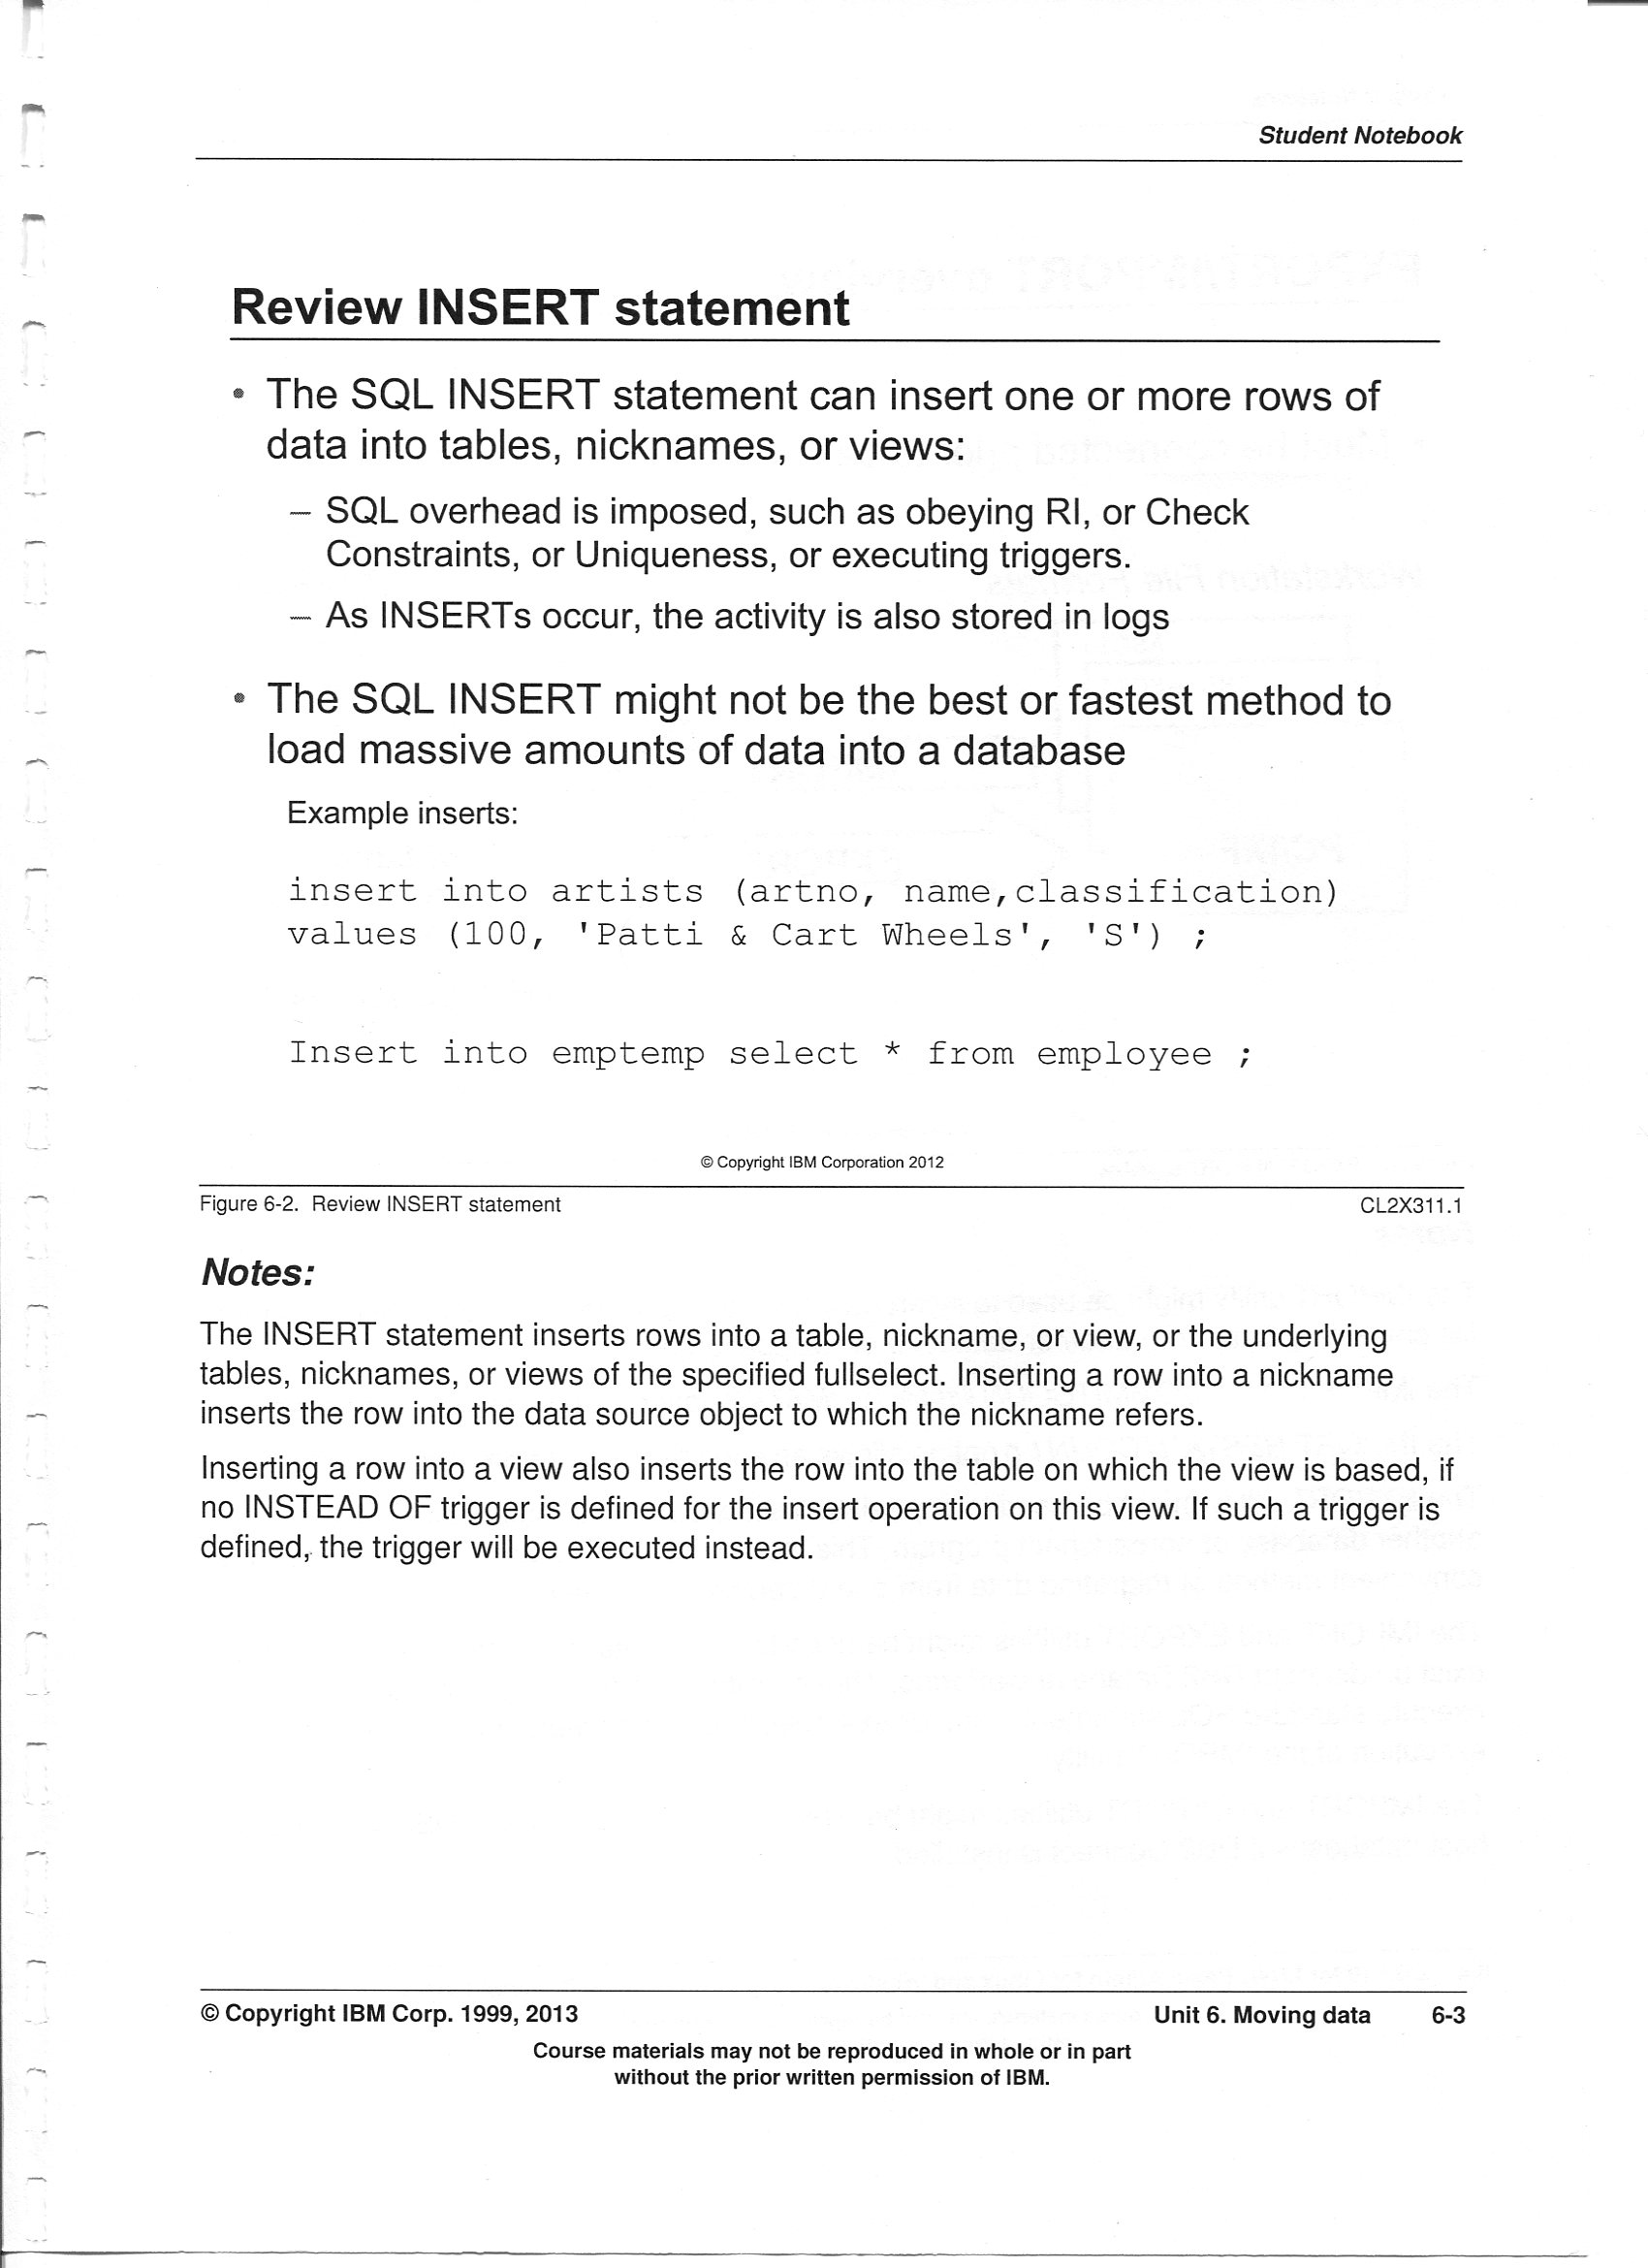 Student Notebook
Review INSERT statement
• The SQL INSERT statement can insert one or more rows of
data into tables, nicknames, or views:
– SQL overhead is imposed, such as obeying RI, or Check
Constraints, or Uniqueness, or executing triggers.
– As INSERTs occur, the activity is also stored in logs
• The SQL INSERT might not be the best or fastest method to
load massive amounts of data into a database
Example inserts:
insert into artists (artno, name,classification)
values (100, 'Patti & Cart Wheels', 'S') ;
Insert into emptemp select * from employee ;
© Copyright IBM Corporation 2012
Figure 6-2. Review INSERT statement CL2X311.1
Notes:
The INSERT statement inserts rows into a table, nickname, or view, or the underlying
tables, nicknames, or views of the specified fullselect. Inserting a row into a nickname
inserts the row into the data source object to which the nickname refers.
Inserting a row into a view also inserts the row into the table on which the view is based, if
no INSTEAD OF trigger is defined for the insert operation on this view. If such a trigger is
defined, the trigger will be executed instead.
© Copyright IBM Corp. 1999, 2013 Unit 6. Moving data 6-3
Course materials may not be reproduced in whole or in part
without the prior written permission of IBM.